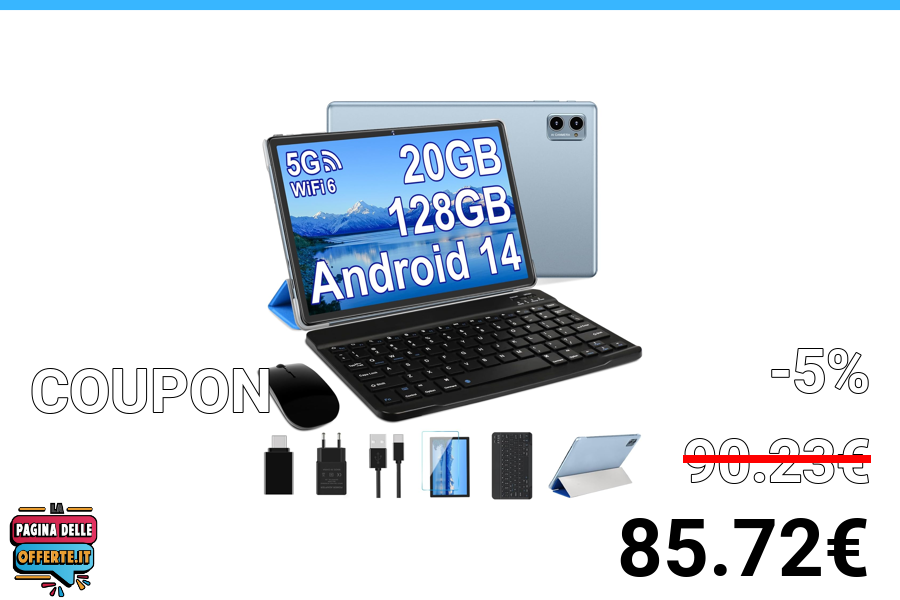 5G
WiFi 6
20GB
128GB
Android 14
COUPON
-5%
90.23€
85.72€
LA
PAGINA DELLE
OFFERTE.IT